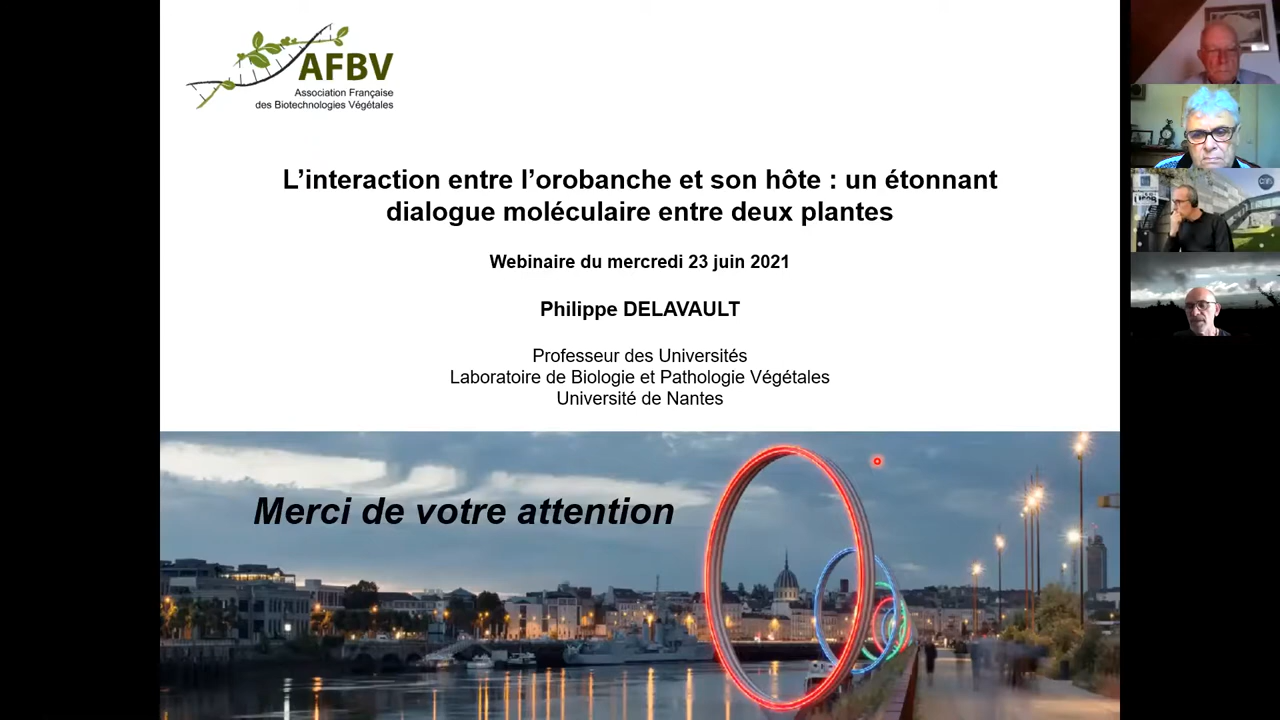 AFBV
Association Française
des Biotechnologies Végétales
L'interaction entre l'orobanche et son hôte : un étonnant
dialogue moléculaire entre deux plantes
Webinaire du mercredi 23 juin 2021
Philippe DELAVAULT
Professeur des Universités
Laboratoire de Biologie et Pathologie Végétales
Université de Nantes
Merci de votre attention